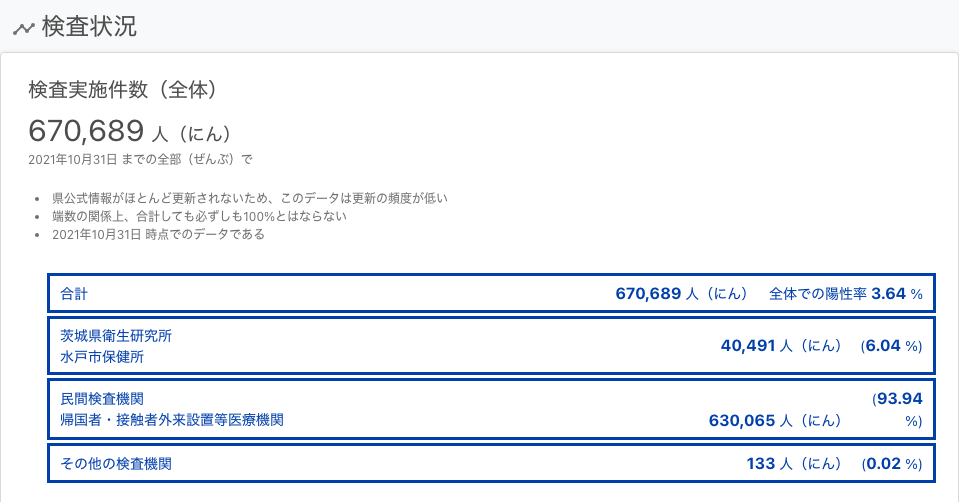 検査状況
検査実施件数（全体）
670,689 人（にん）
2021年10月31日 までの全部（ぜんぶ）で
• 県公式情報がほとんど更新されないため、このデータは更新の頻度が低い
• 端数の関係上、合計しても必ずしも100%とはならない
• 2021年10月31日 時点でのデータである
合計 670,689 人（にん） 全体での陽性率 3.64 %
茨城県衛生研究所
水戸市保健所
40,491 人（にん） (6.04 %)
民間検査機関
帰国者・接触者外来設置等医療機関
630,065 人（にん） (93.94
%)
その他の検査機関 133 人（にん） (0.02 %)